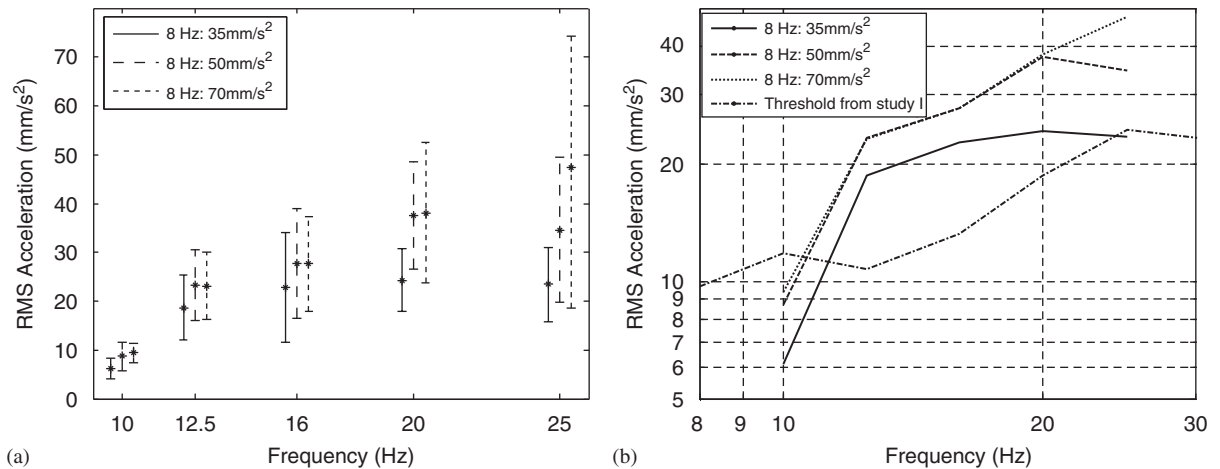 8 Hz: 35mm/s²
8 Hz: 50mm/s²
8 Hz: 70mm/s²
80
70
60
50
40
30
20
10
0
RMS Acceleration (mm/s²)
10 12.5 16 20 25
Frequency (Hz)
(a)
8 Hz: 35mm/s²
8 Hz: 50mm/s²
8 Hz: 70mm/s²
Threshold from study I
40
30
20
10
9
8
7
6
5
RMS Acceleration (mm/s²)
8 9 10 20 30
Frequency (Hz)
(b)